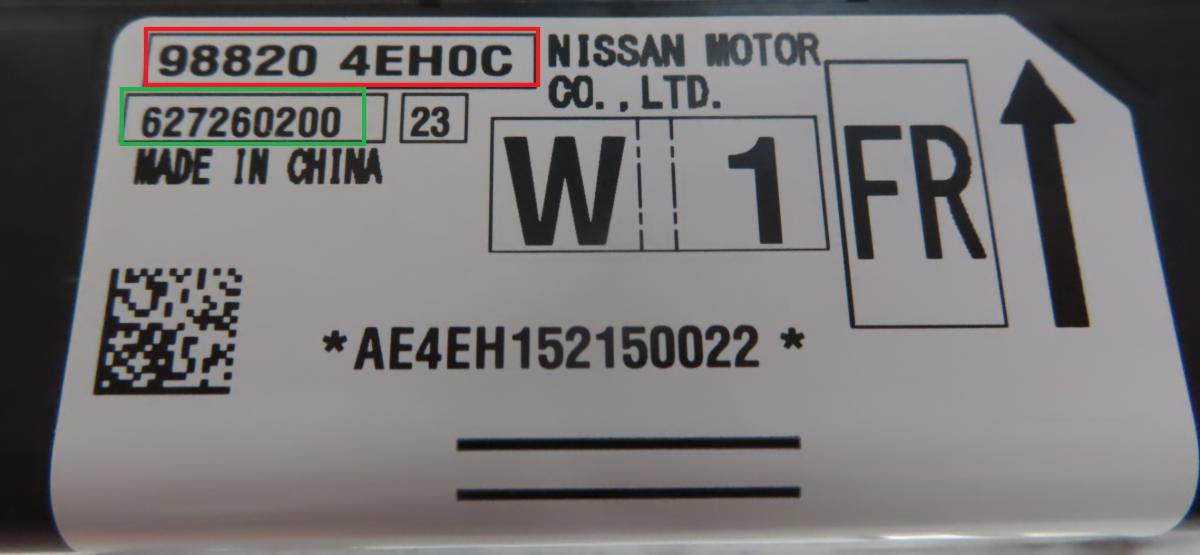 98820 4EH0C
NISSAN MOTOR
CO.,LTD.
627260200
23
MADE IN CHINA
W 1
FR
*AE4EH152150022 *